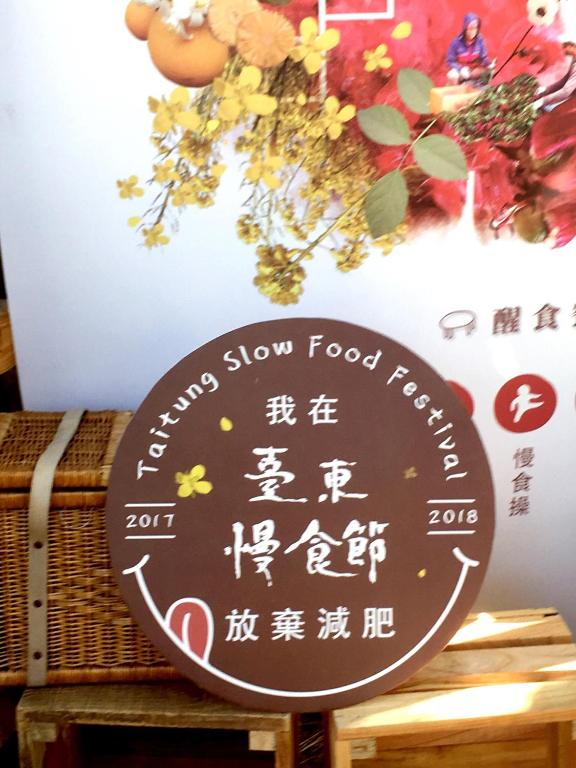 醒食
慢食操
Taitung Slow Food Festival
我在
臺東
2017
2018
慢食節
放棄減肥